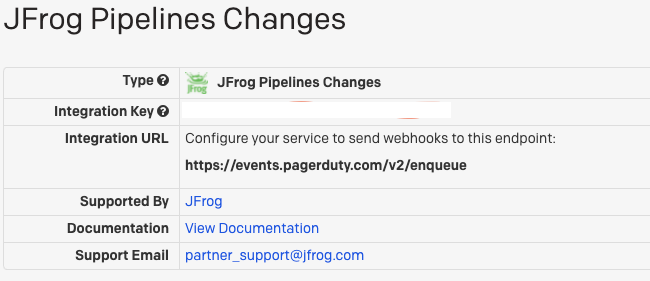 JFrog Pipelines Changes
Type JFrog JFrog Pipelines Changes
Integration Key
Integration URL Configure your service to send webhooks to this endpoint:
https://events.pagerduty.com/v2/enqueue
Supported By JFrog
Documentation View Documentation
Support Email partner_support@jfrog.com